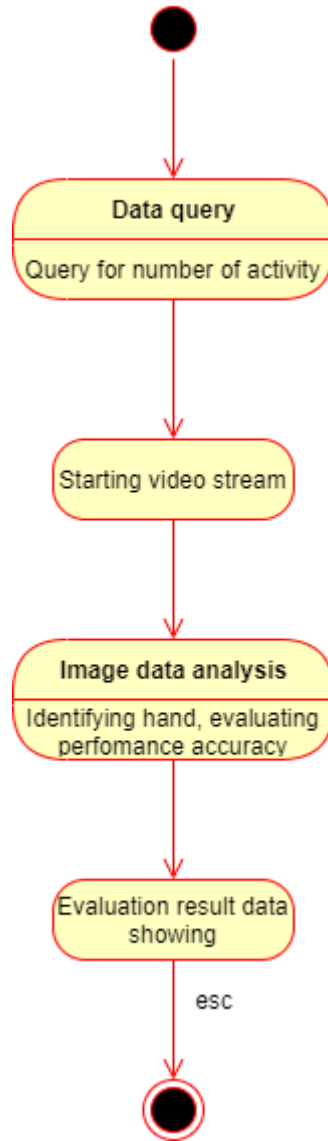 Data query
Query for number of activity
Starting video stream
Image data analysis
Identifying hand, evaluating
perfomance accuracy
Evaluation result data
showing
esc